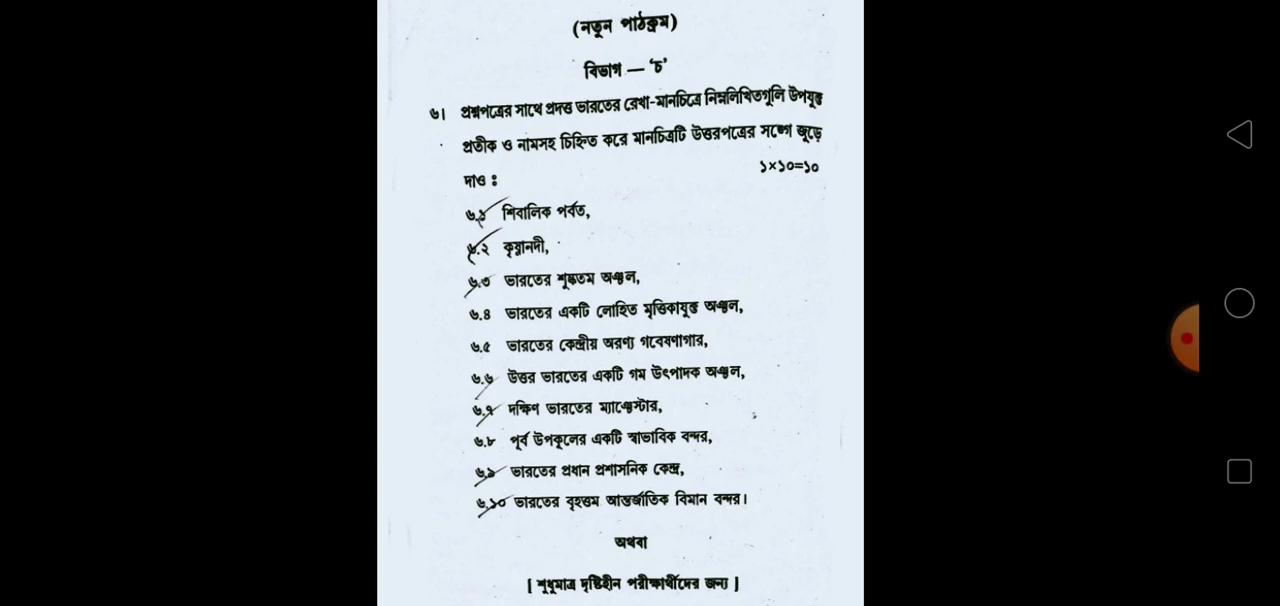 (নতুন পাঠক্রম)
বিভাগ — ‘চ’
৬। প্রশ্নপত্রের সাথে প্রদত্ত ভারতের রেখা-মানচিত্রে নিম্নলিখিতগুলি উপযুক্ত
প্রতীক ও নামসহ চিহ্নিত করে মানচিত্রটি উত্তরপত্রের সঙ্গে জুড়ে
দাও ঃ ১×১০=১০
৬.১ শিবালিক পর্বত,
৬.২ কৃষ্ণানদী,
৬.৩ ভারতের শুষ্কতম অঞ্চল,
৬.৪ ভারতের একটি লোহিত মৃত্তিকাযুক্ত অঞ্চল,
৬.৫ ভারতের কেন্দ্রীয় অরণ্য গবেষণাগার,
৬.৬ উত্তর ভারতের একটি গম উৎপাদক অঞ্চল,
৬.৭ দক্ষিণ ভারতের ম্যাঞ্চেস্টার,
৬.৮ পূর্ব উপকূলের একটি স্বাভাবিক বন্দর,
৬.৯ ভারতের প্রধান প্রশাসনিক কেন্দ্র,
৬.১০ ভারতের বৃহত্তম আন্তর্জাতিক বিমান বন্দর।
অথবা
[ শুধুমাত্র দৃষ্টিহীন পরীক্ষার্থীদের জন্য ]